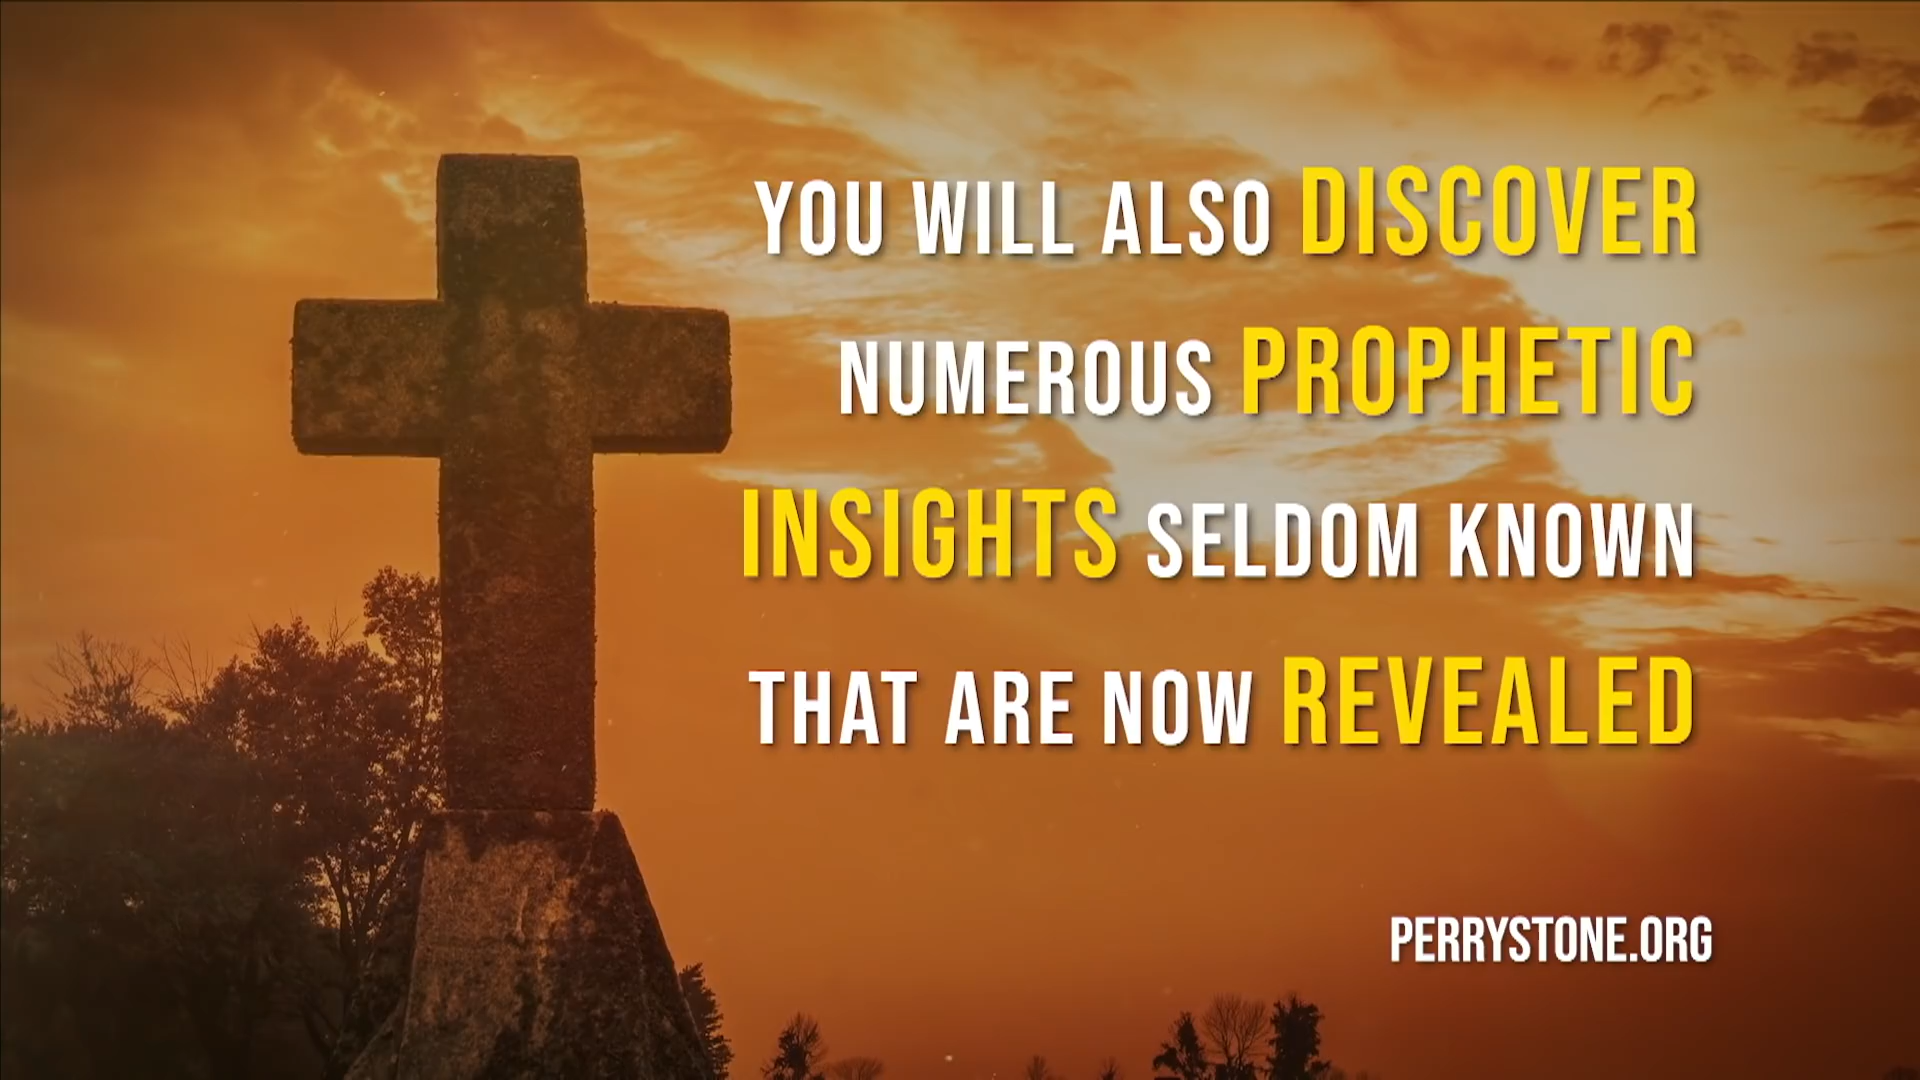 YOU WILL ALSO DISCOVER
NUMEROUS PROPHETIC
INSIGHTS SELDOM KNOWN
THAT ARE NOW REVEALED
PERRYSTONE.ORG